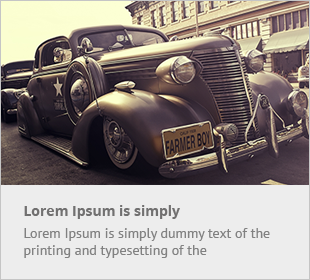 FARMER BOY
Lorem Ipsum is simply
Lorem Ipsum is simply dummy text of the
printing and typesetting of the